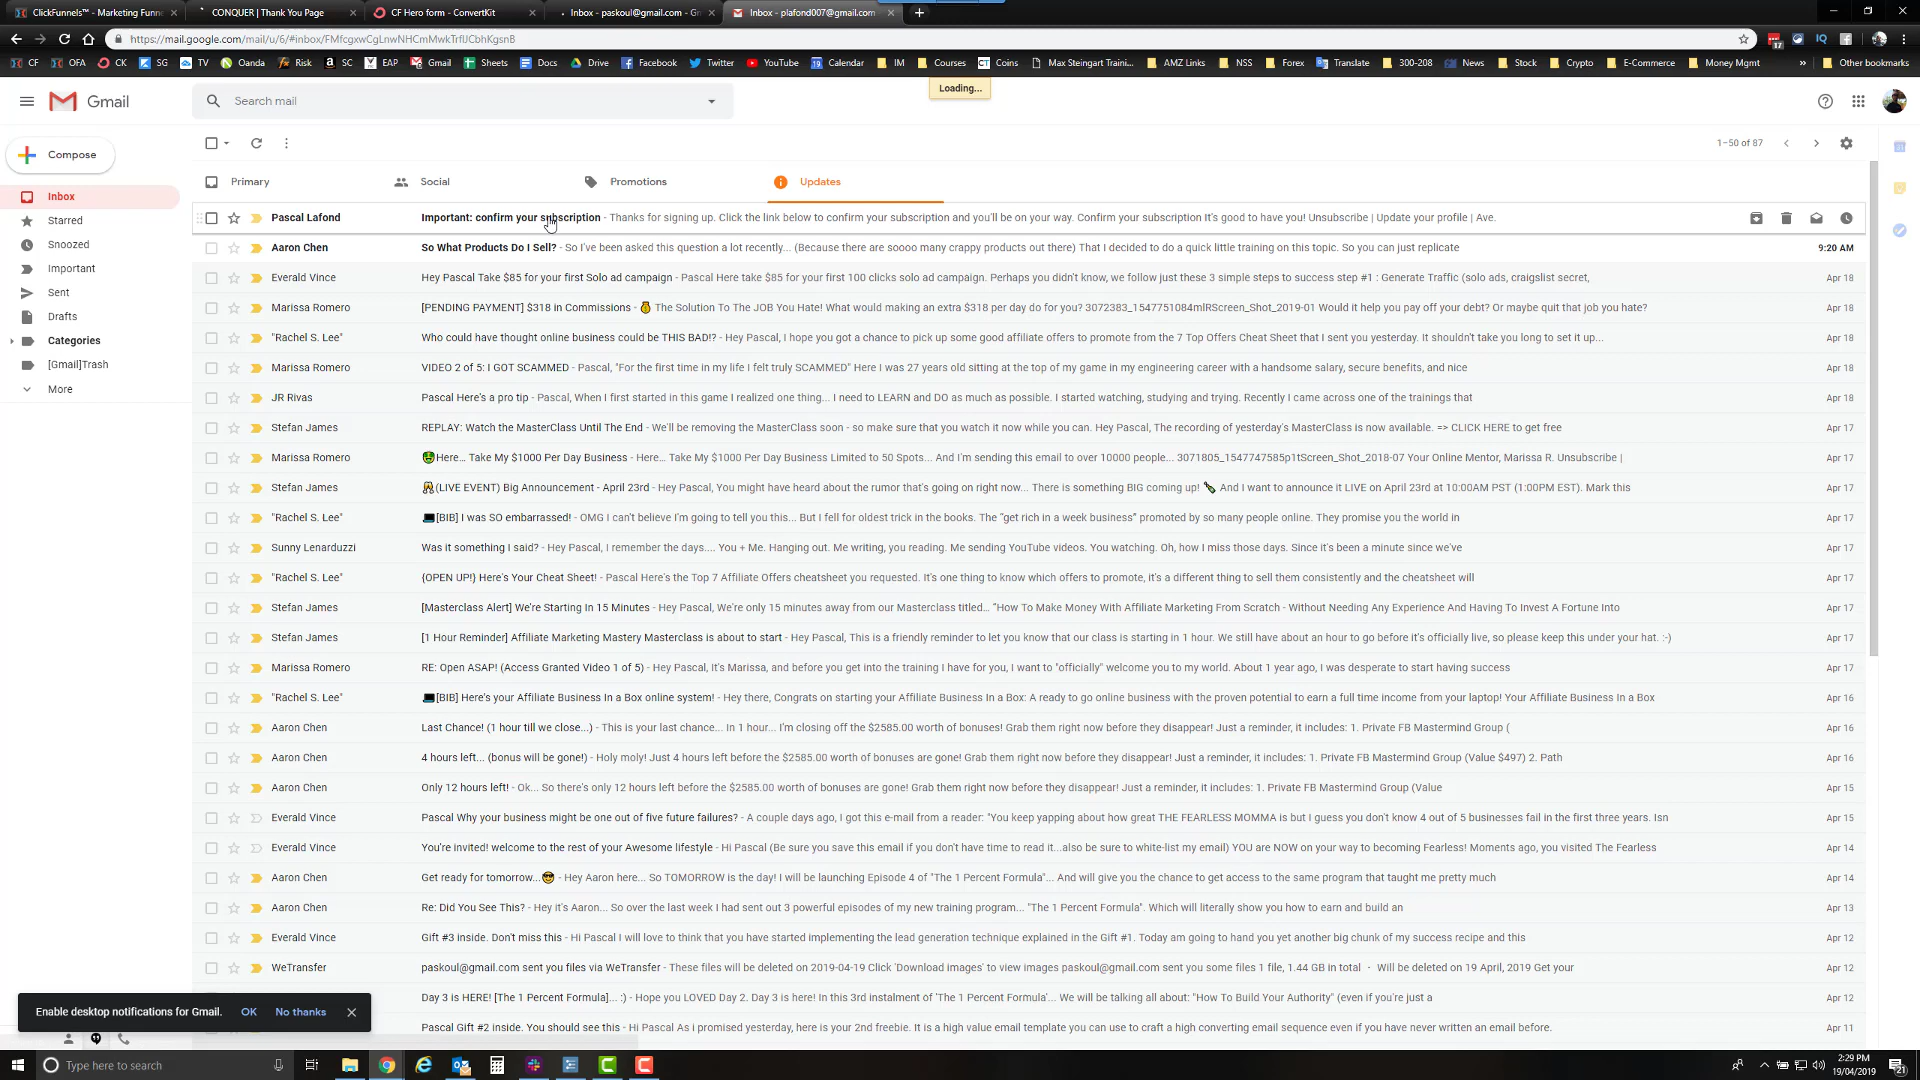 ClickFunnels™ - Marketing Funne
CONQUER | Thank You Page
CF Hero form - ConvertKit
Inbox - paskoul@gmail.com - Gm
Inbox - plafond007@gmail.com
https://mail.google.com/mail/u/6/#inbox/FMfcgxwCgLnwNHCmMwkTrflJCbhKgsnB
CF OFA CK SG TV Oanda Risk SC EAP Gmail Sheets Docs Drive Facebook Twitter YouTube Calendar IM Courses Coins Max Steingart Traini... AMZ Links NSS Forex Translate 300-208 News Stock Crypto E-Commerce Money Mgmt » Other bookmarks
Loading...
Gmail
Search mail
Compose
1–50 of 87
Primary
Social
Promotions
Updates
Inbox
Starred
Snoozed
Important
Sent
Drafts
Categories
[Gmail]Trash
More
Pascal Lafond Important: confirm your subscription - Thanks for signing up. Click the link below to confirm your subscription and you'll be on your way. Confirm your subscription It's good to have you! Unsubscribe | Update your profile | Ave.
Aaron Chen So What Products Do I Sell? - So I've been asked this question a lot recently... (Because there are soooo many crappy products out there) That I decided to do a quick little training on this topic. So you can just replicate 9:20 AM
Everald Vince Hey Pascal Take $85 for your first Solo ad campaign - Pascal Here take $85 for your first 100 clicks solo ad campaign. Perhaps you didn't know, we follow just these 3 simple steps to success step #1 : Generate Traffic (solo ads, craigslist secret, Apr 18
Marissa Romero [PENDING PAYMENT] $318 in Commissions - 💰 The Solution To The JOB You Hate! What would making an extra $318 per day do for you? 3072383_1547751084mlRScreen_Shot_2019-01 Would it help you pay off your debt? Or maybe quit that job you hate? Apr 18
"Rachel S. Lee" Who could have thought online business could be THIS BAD!? - Hey Pascal, I hope you got a chance to pick up some good affiliate offers to promote from the 7 Top Offers Cheat Sheet that I sent you yesterday. It shouldn't take you long to set it up... Apr 18
Marissa Romero VIDEO 2 of 5: I GOT SCAMMED - Pascal, "For the first time in my life I felt truly SCAMMED" Here I was 27 years old sitting at the top of my game in my engineering career with a handsome salary, secure benefits, and nice Apr 18
JR Rivas Pascal Here's a pro tip - Pascal, When I first started in this game I realized one thing... I need to LEARN and DO as much as possible. I started watching, studying and trying. Recently I came across one of the trainings that Apr 18
Stefan James REPLAY: Watch the MasterClass Until The End - We'll be removing the MasterClass soon - so make sure that you watch it now while you can. Hey Pascal, The recording of yesterday's MasterClass is now available. => CLICK HERE to get free Apr 17
Marissa Romero 🤑Here... Take My $1000 Per Day Business - Here... Take My $1000 Per Day Business Limited to 50 Spots... And I'm sending this email to over 10000 people... 3071805_1547747585p1tScreen_Shot_2018-07 Your Online Mentor, Marissa R. Unsubscribe | Apr 17
Stefan James (LIVE EVENT) Big Announcement - April 23rd - Hey Pascal, You might have heard about the rumor that's going on right now... There is something BIG coming up! 🍾 And I want to announce it LIVE on April 23rd at 10:00AM PST (1:00PM EST). Mark this Apr 17
"Rachel S. Lee" 💻[BIB] I was SO embarrassed! - OMG I can't believe I'm going to tell you this... But I fell for oldest trick in the books. The "get rich in a week business" promoted by so many people online. They promise you the world in Apr 17
Sunny Lenarduzzi Was it something I said? - Hey Pascal, I remember the days.... You + Me. Hanging out. Me writing, you reading. Me sending YouTube videos. You watching. Oh, how I miss those days. Since it's been a minute since we've Apr 17
"Rachel S. Lee" {OPEN UP!} Here's Your Cheat Sheet! - Pascal Here's the Top 7 Affiliate Offers cheatsheet you requested. It's one thing to know which offers to promote, it's a different thing to sell them consistently and the cheatsheet will Apr 17
Stefan James [Masterclass Alert] We're Starting In 15 Minutes - Hey Pascal, We're only 15 minutes away from our Masterclass titled... "How To Make Money With Affiliate Marketing From Scratch - Without Needing Any Experience And Having To Invest A Fortune Into Apr 17
Stefan James [1 Hour Reminder] Affiliate Marketing Mastery Masterclass is about to start - Hey Pascal, This is a friendly reminder to let you know that our class is starting in 1 hour. We still have about an hour to go before it's officially live, so please keep this under your hat. :-) Apr 17
Marissa Romero RE: Open ASAP! (Access Granted Video 1 of 5) - Hey Pascal, It's Marissa, and before you get into the training I have for you, I want to "officially" welcome you to my world. About 1 year ago, I was desperate to start having success Apr 17
"Rachel S. Lee" 💻[BIB] Here's your Affiliate Business In a Box online system! - Hey there, Congrats on starting your Affiliate Business In a Box: A ready to go online business with the proven potential to earn a full time income from your laptop! Your Affiliate Business In a Box Apr 16
Aaron Chen Last Chance! (1 hour till we close...) - This is your last chance... In 1 hour... I'm closing off the $2585.00 worth of bonuses! Grab them right now before they disappear! Just a reminder, it includes: 1. Private FB Mastermind Group ( Apr 16
Aaron Chen 4 hours left... (bonus will be gone!) - Holy moly! Just 4 hours left before the $2585.00 worth of bonuses are gone! Grab them right now before they disappear! Just a reminder, it includes: 1. Private FB Mastermind Group (Value $497) 2. Path Apr 16
Aaron Chen Only 12 hours left! - Ok... So there's only 12 hours left before the $2585.00 worth of bonuses are gone! Grab them right now before they disappear! Just a reminder, it includes: 1. Private FB Mastermind Group (Value Apr 15
Everald Vince Pascal Why your business might be one out of five future failures? - A couple days ago, I got this e-mail from a reader: "You keep yapping about how great THE FEARLESS MOMMA is but I guess you don't know 4 out of 5 businesses fail in the first three years. Isn Apr 15
Everald Vince You're invited! welcome to the rest of your Awesome lifestyle - Hi Pascal (Be sure you save this email if you don't have time to read it...also be sure to white-list my email) YOU are NOW on your way to becoming Fearless! Moments ago, you visited The Fearless Apr 14
Aaron Chen Get ready for tomorrow...😎 - Hey Aaron here... So TOMORROW is the day! I will be launching Episode 4 of "The 1 Percent Formula"... And will give you the chance to get access to the same program that taught me pretty much Apr 14
Aaron Chen Re: Did You See This? - Hey it's Aaron... So over the last week I had sent out 3 powerful episodes of my new training program... "The 1 Percent Formula". Which will literally show you how to earn and build an Apr 13
Everald Vince Gift #3 inside. Don't miss this - Hi Pascal I will love to think that you have started implementing the lead generation technique explained in the Gift #1. Today am going to hand you yet another big chunk of my success recipe and this Apr 12
WeTransfer paskoul@gmail.com sent you files via WeTransfer - These files will be deleted on 2019-04-19 Click 'Download images' to view images paskoul@gmail.com sent you some files 1 file, 1.44 GB in total ・ Will be deleted on 19 April, 2019 Get your Apr 12
Day 3 is HERE! [The 1 Percent Formula]... :) - Hope you LOVED Day 2. Day 3 is here! In this 3rd instalment of 'The 1 Percent Formula'... We will be talking all about: "How To Build Your Authority" (even if you're just a Apr 12
Pascal Gift #2 inside. You should see this - Hi Pascal As i promised yesterday, here is your 2nd freebie. It is a high value email template you can use to craft a high converting email sequence even if you have never written an email before. Apr 11
Enable desktop notifications for Gmail. OK No thanks
Type here to search
2:29 PM
19/04/2019
21